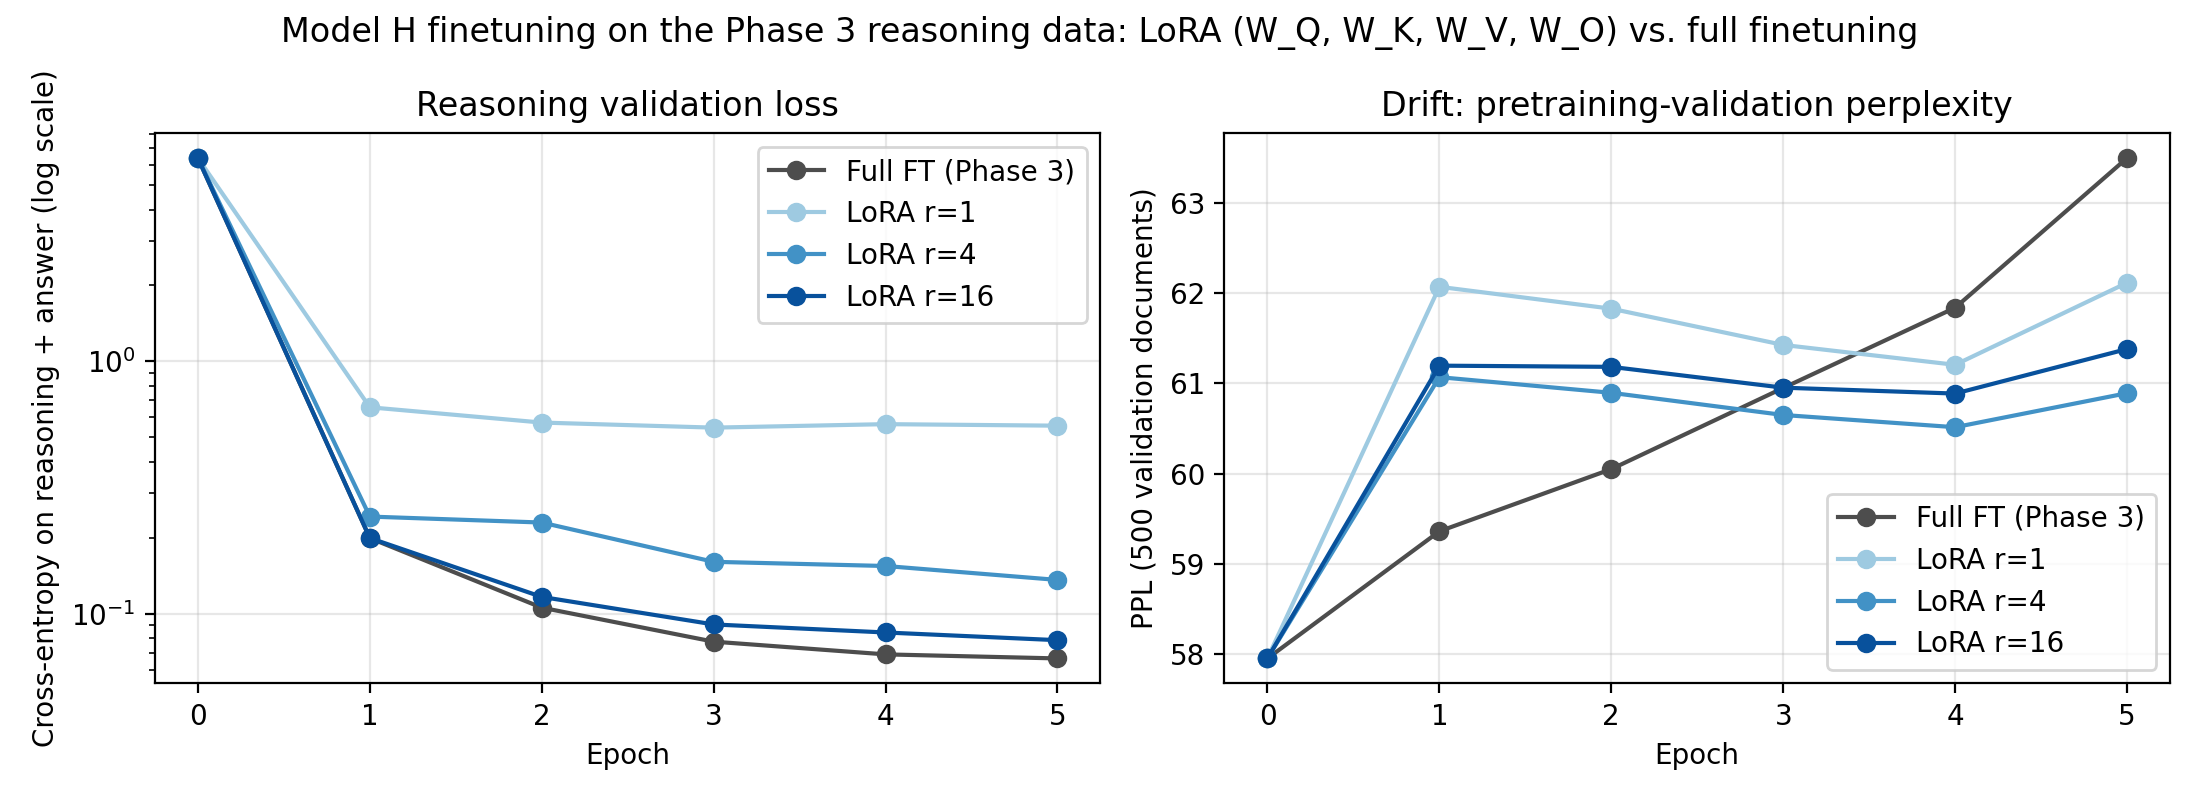 Model H finetuning on the Phase 3 reasoning data: LoRA (W_Q, W_K, W_V, W_O) vs. full finetuning
Reasoning validation loss
Cross-entropy on reasoning + answer (log scale)
10⁰
10⁻¹
Full FT (Phase 3)
LoRA r=1
LoRA r=4
LoRA r=16
0 1 2 3 4 5
Epoch
Drift: pretraining-validation perplexity
PPL (500 validation documents)
63
62
61
60
59
58
Full FT (Phase 3)
LoRA r=1
LoRA r=4
LoRA r=16
0 1 2 3 4 5
Epoch